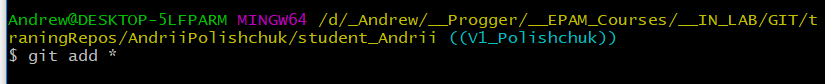 Andrew@DESKTOP-5LFPARM MINGW64 /d/_Andrew/__Progger/__EPAM_Courses/__IN_LAB/GIT/t
raningRepos/AndriiPolishchuk/student_Andrii ((V1_Polishchuk))
$ git add *